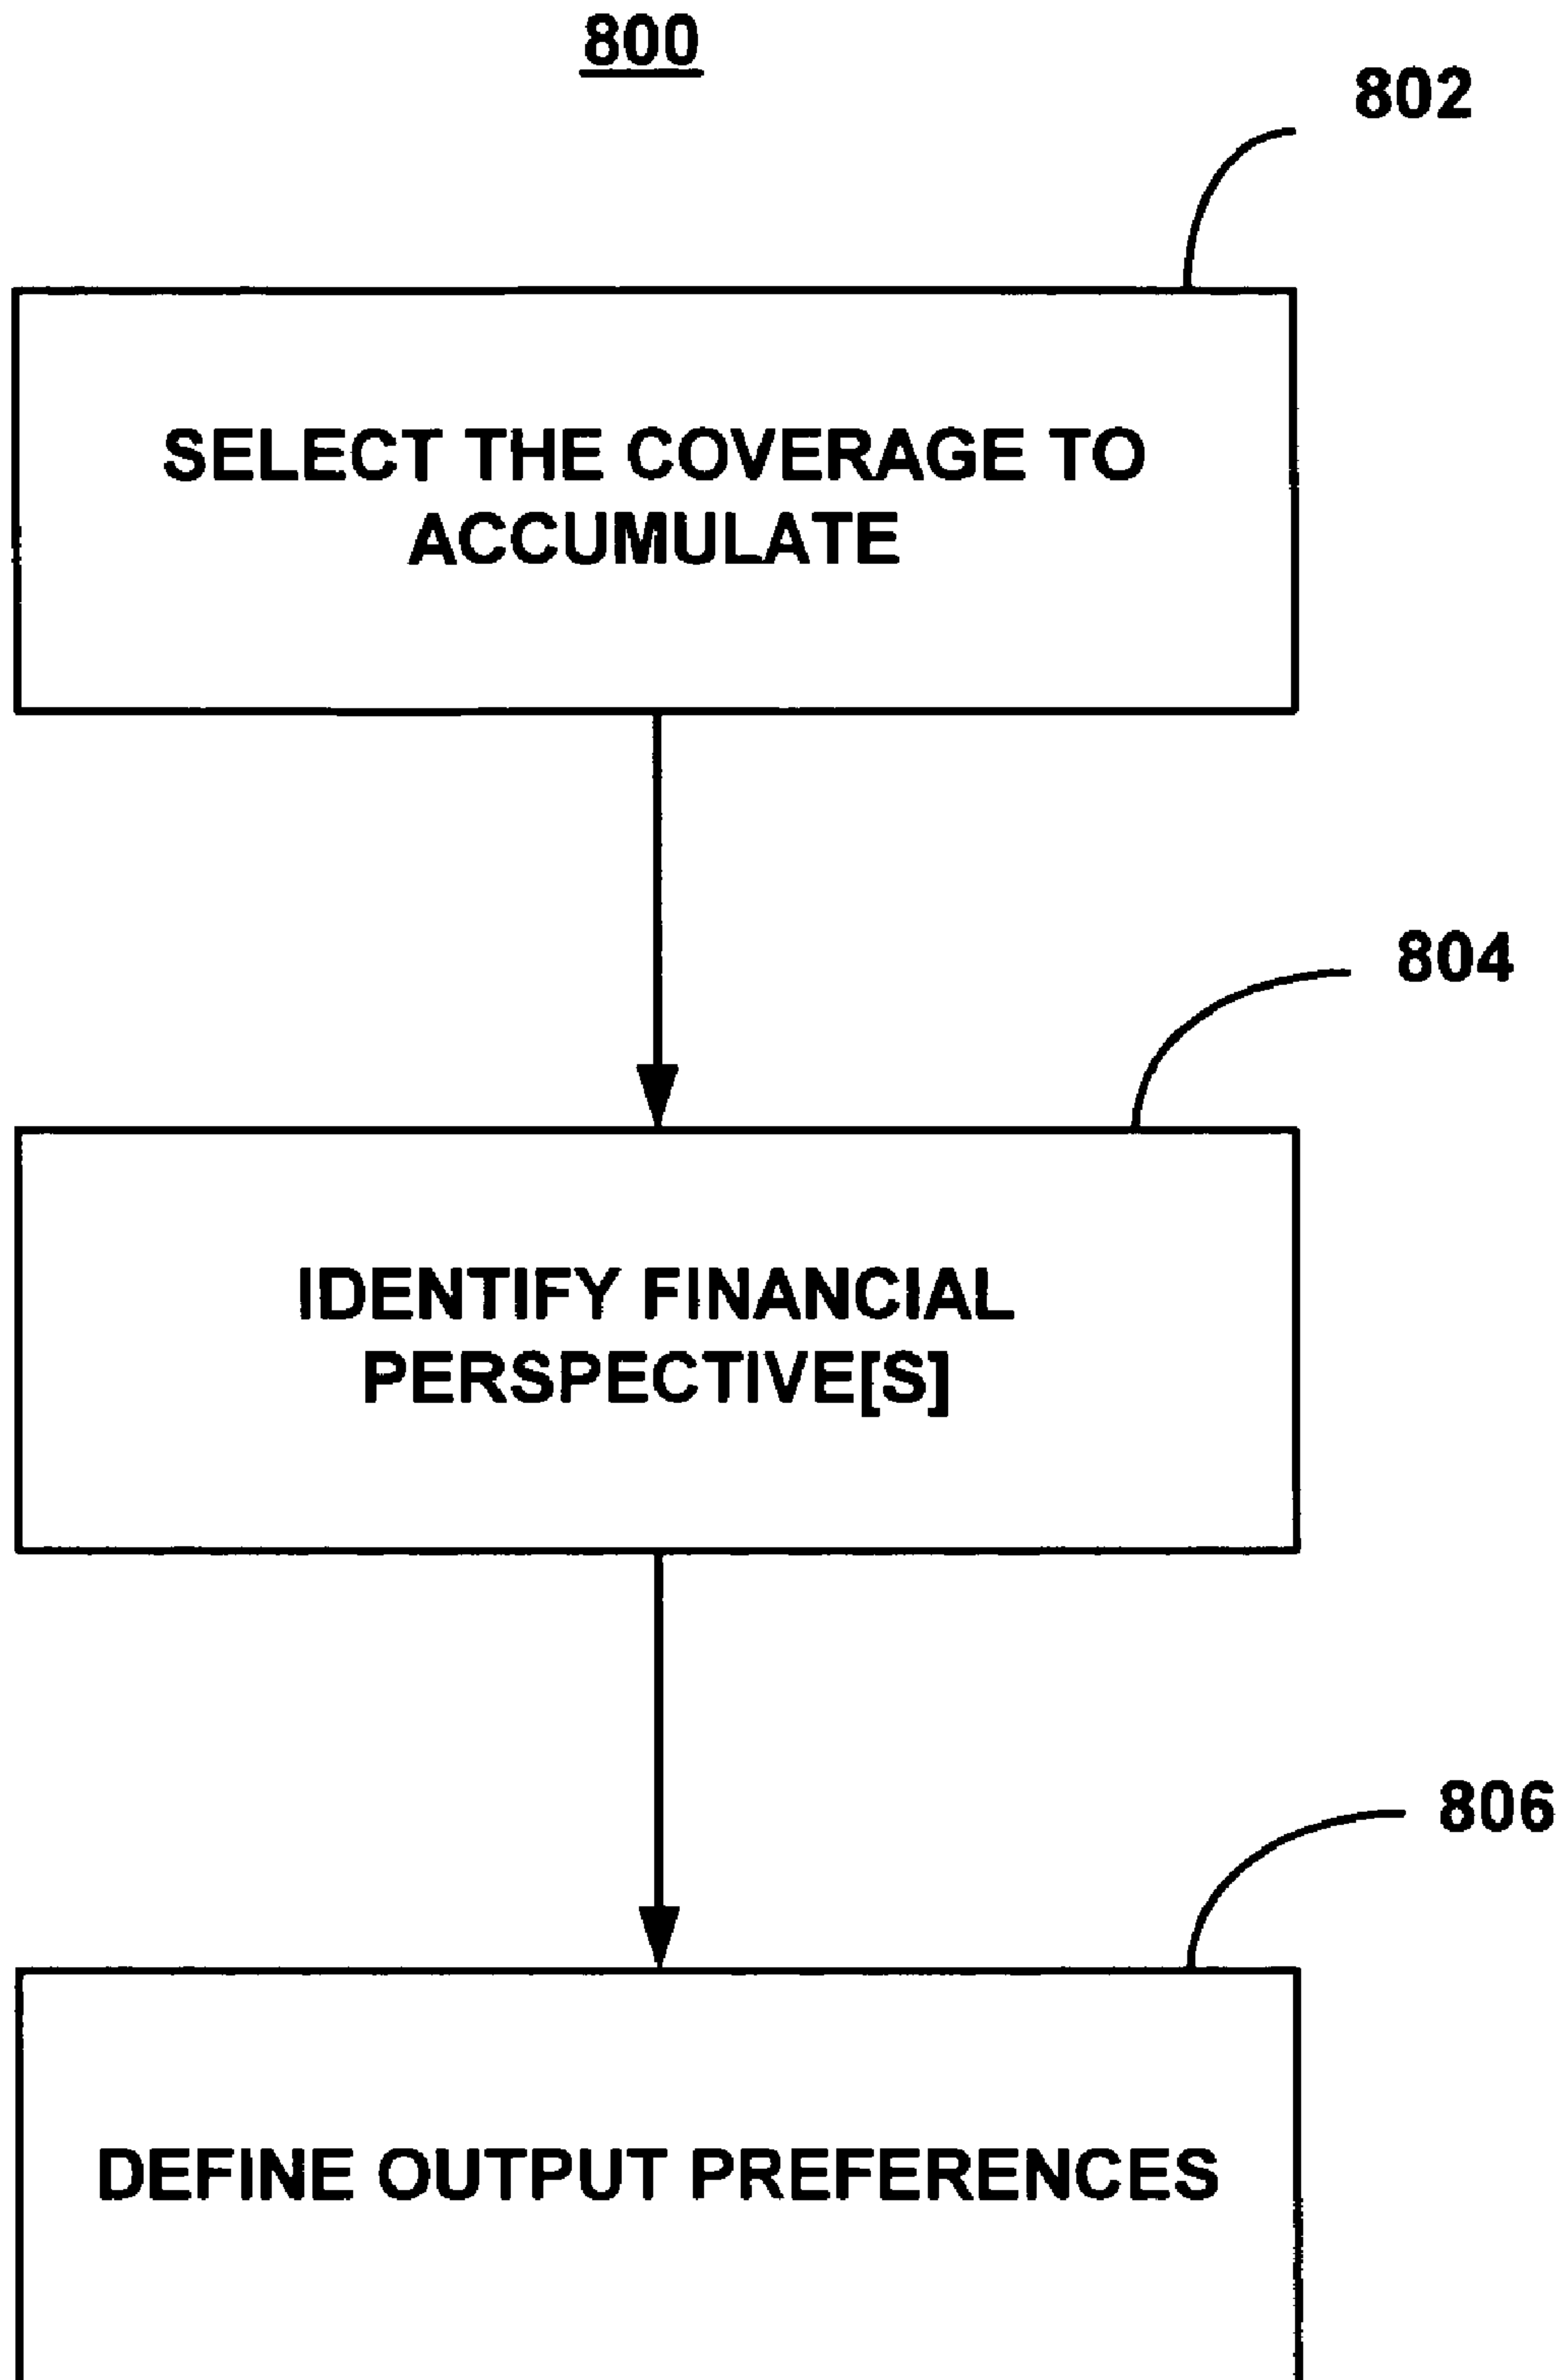 800
802
SELECT THE COVERAGE TO
ACCUMULATE
804
IDENTIFY FINANCIAL
PERSPECTIVE[S]
806
DEFINE OUTPUT PREFERENCES